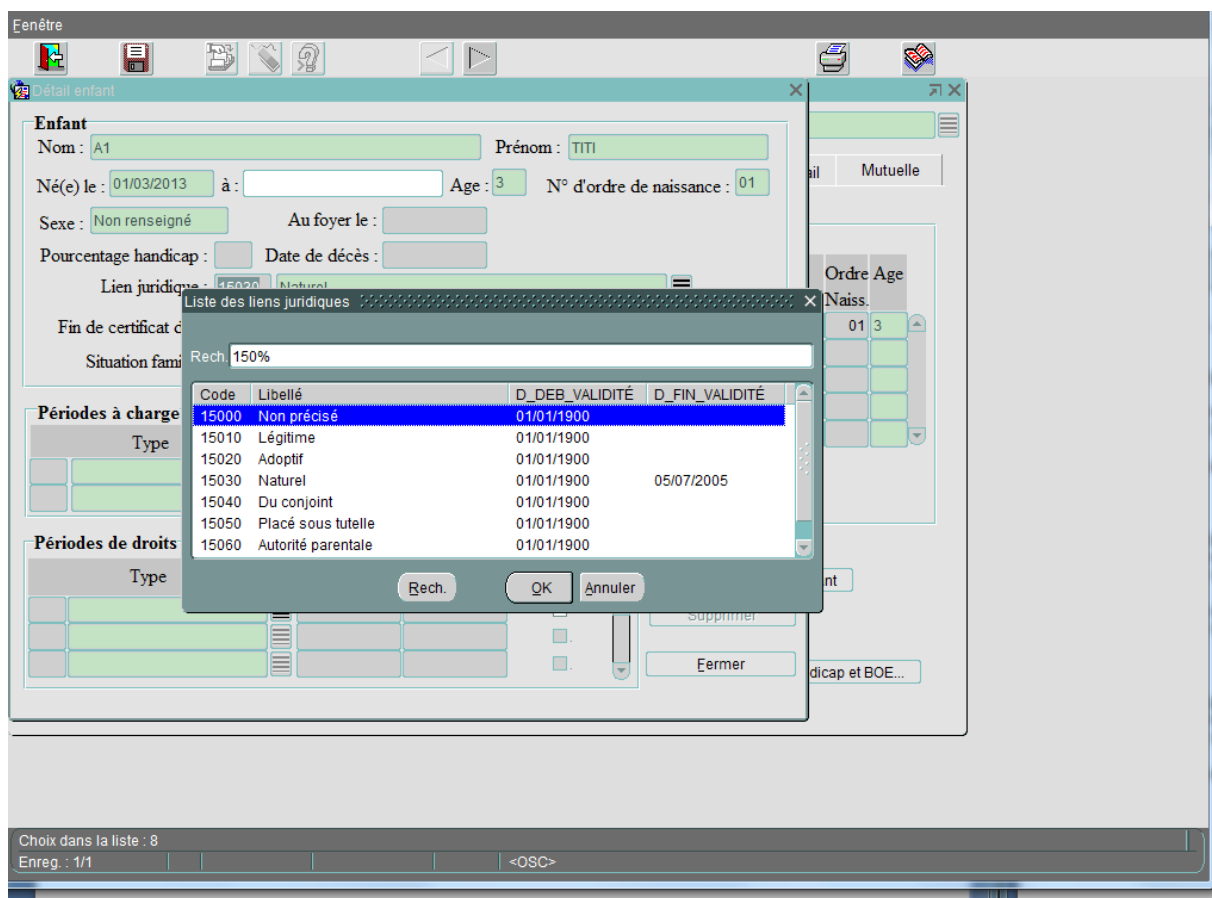 Fenêtre
Détail enfant
Enfant
Nom : A1 Prénom : TITI
Né(e) le : 01/03/2013 à : Age : 3 N° d'ordre de naissance : 01
Sexe : Non renseigné Au foyer le :
Pourcentage handicap : Date de décès :
Lien juridique : Naturel
Fin de certificat d
Situation fami
Périodes à charge
Type
Périodes de droits
Type
Liste des liens juridiques
Rech. 150%
Code Libellé D_DEB_VALIDITÉ D_FIN_VALIDITÉ
15000 Non précisé 01/01/1900
15010 Légitime 01/01/1900
15020 Adoptif 01/01/1900
15030 Naturel 01/01/1900 05/07/2005
15040 Du conjoint 01/01/1900
15050 Placé sous tutelle 01/01/1900
15060 Autorité parentale 01/01/1900
Rech. OK Annuler
Supprimer
Fermer
ail Mutuelle
Ordre Age
Naiss.
01 3
nt
dicap et BOE...
Choix dans la liste : 8
Enreg. : 1/1 <OSC>